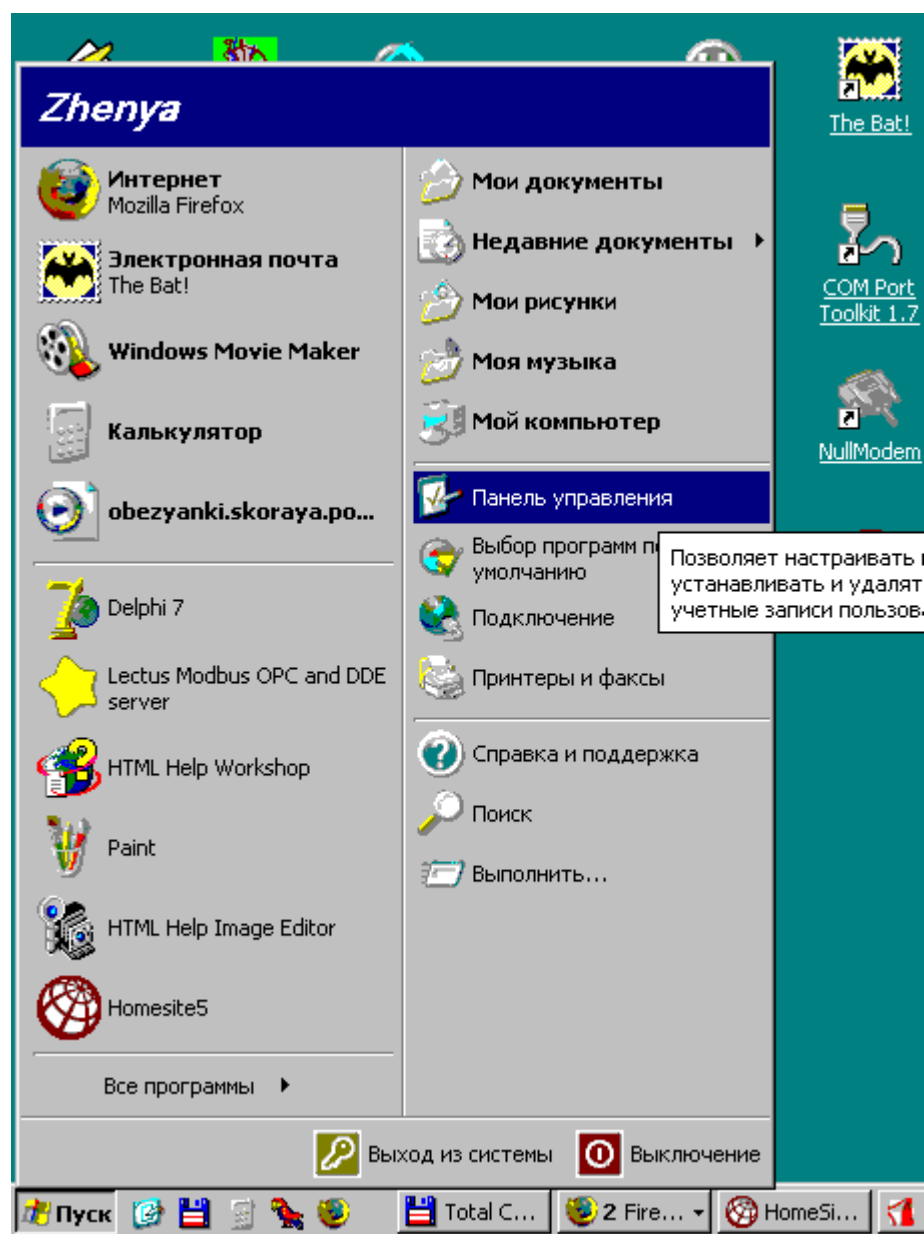 Zhenya
Интернет
Mozilla Firefox
Электронная почта
The Bat!
Windows Movie Maker
Калькулятор
obezyanki.skoraya.po...
Delphi 7
Lectus Modbus OPC and DDE
server
HTML Help Workshop
Paint
HTML Help Image Editor
Homesite5
Все программы
Мои документы
Недавние документы
Мои рисунки
Моя музыка
Мой компьютер
Панель управления
Выбор программ
умолчанию
Подключение
Принтеры и факсы
Справка и поддержка
Поиск
Выполнить...
Позволяет настраивать
устанавливать и
учетные записи
The Bat!
COM Port
Toolkit 1.7
NullModem
Выход из системы
Выключение
Пуск
Total C...
2 Fire...
HomeSi...